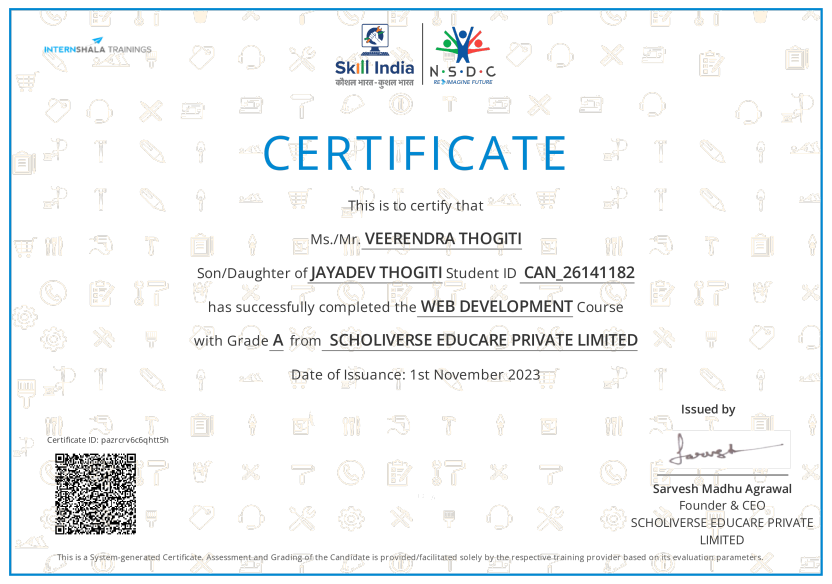 INTERNSHALA TRAININGS
Skill India
कौशल भारत - कुशल भारत
N·S·D·C
RE-IMAGINE FUTURE
CERTIFICATE
This is to certify that
Ms./Mr. VEERENDRA THOGITI
Son/Daughter of JAYADEV THOGITI Student ID CAN_26141182
has successfully completed the WEB DEVELOPMENT Course
with Grade A from SCHOLIVERSE EDUCARE PRIVATE LIMITED
Date of Issuance: 1st November 2023
Issued by
Certificate ID: pazrcrv6c6qhtt5h
Sarvesh
Sarvesh Madhu Agrawal
Founder & CEO
SCHOLIVERSE EDUCARE PRIVATE
LIMITED
This is a System-generated Certificate, Assessment and Grading of the Candidate is provided/facilitated solely by the respective training provider based on its evaluation parameters.